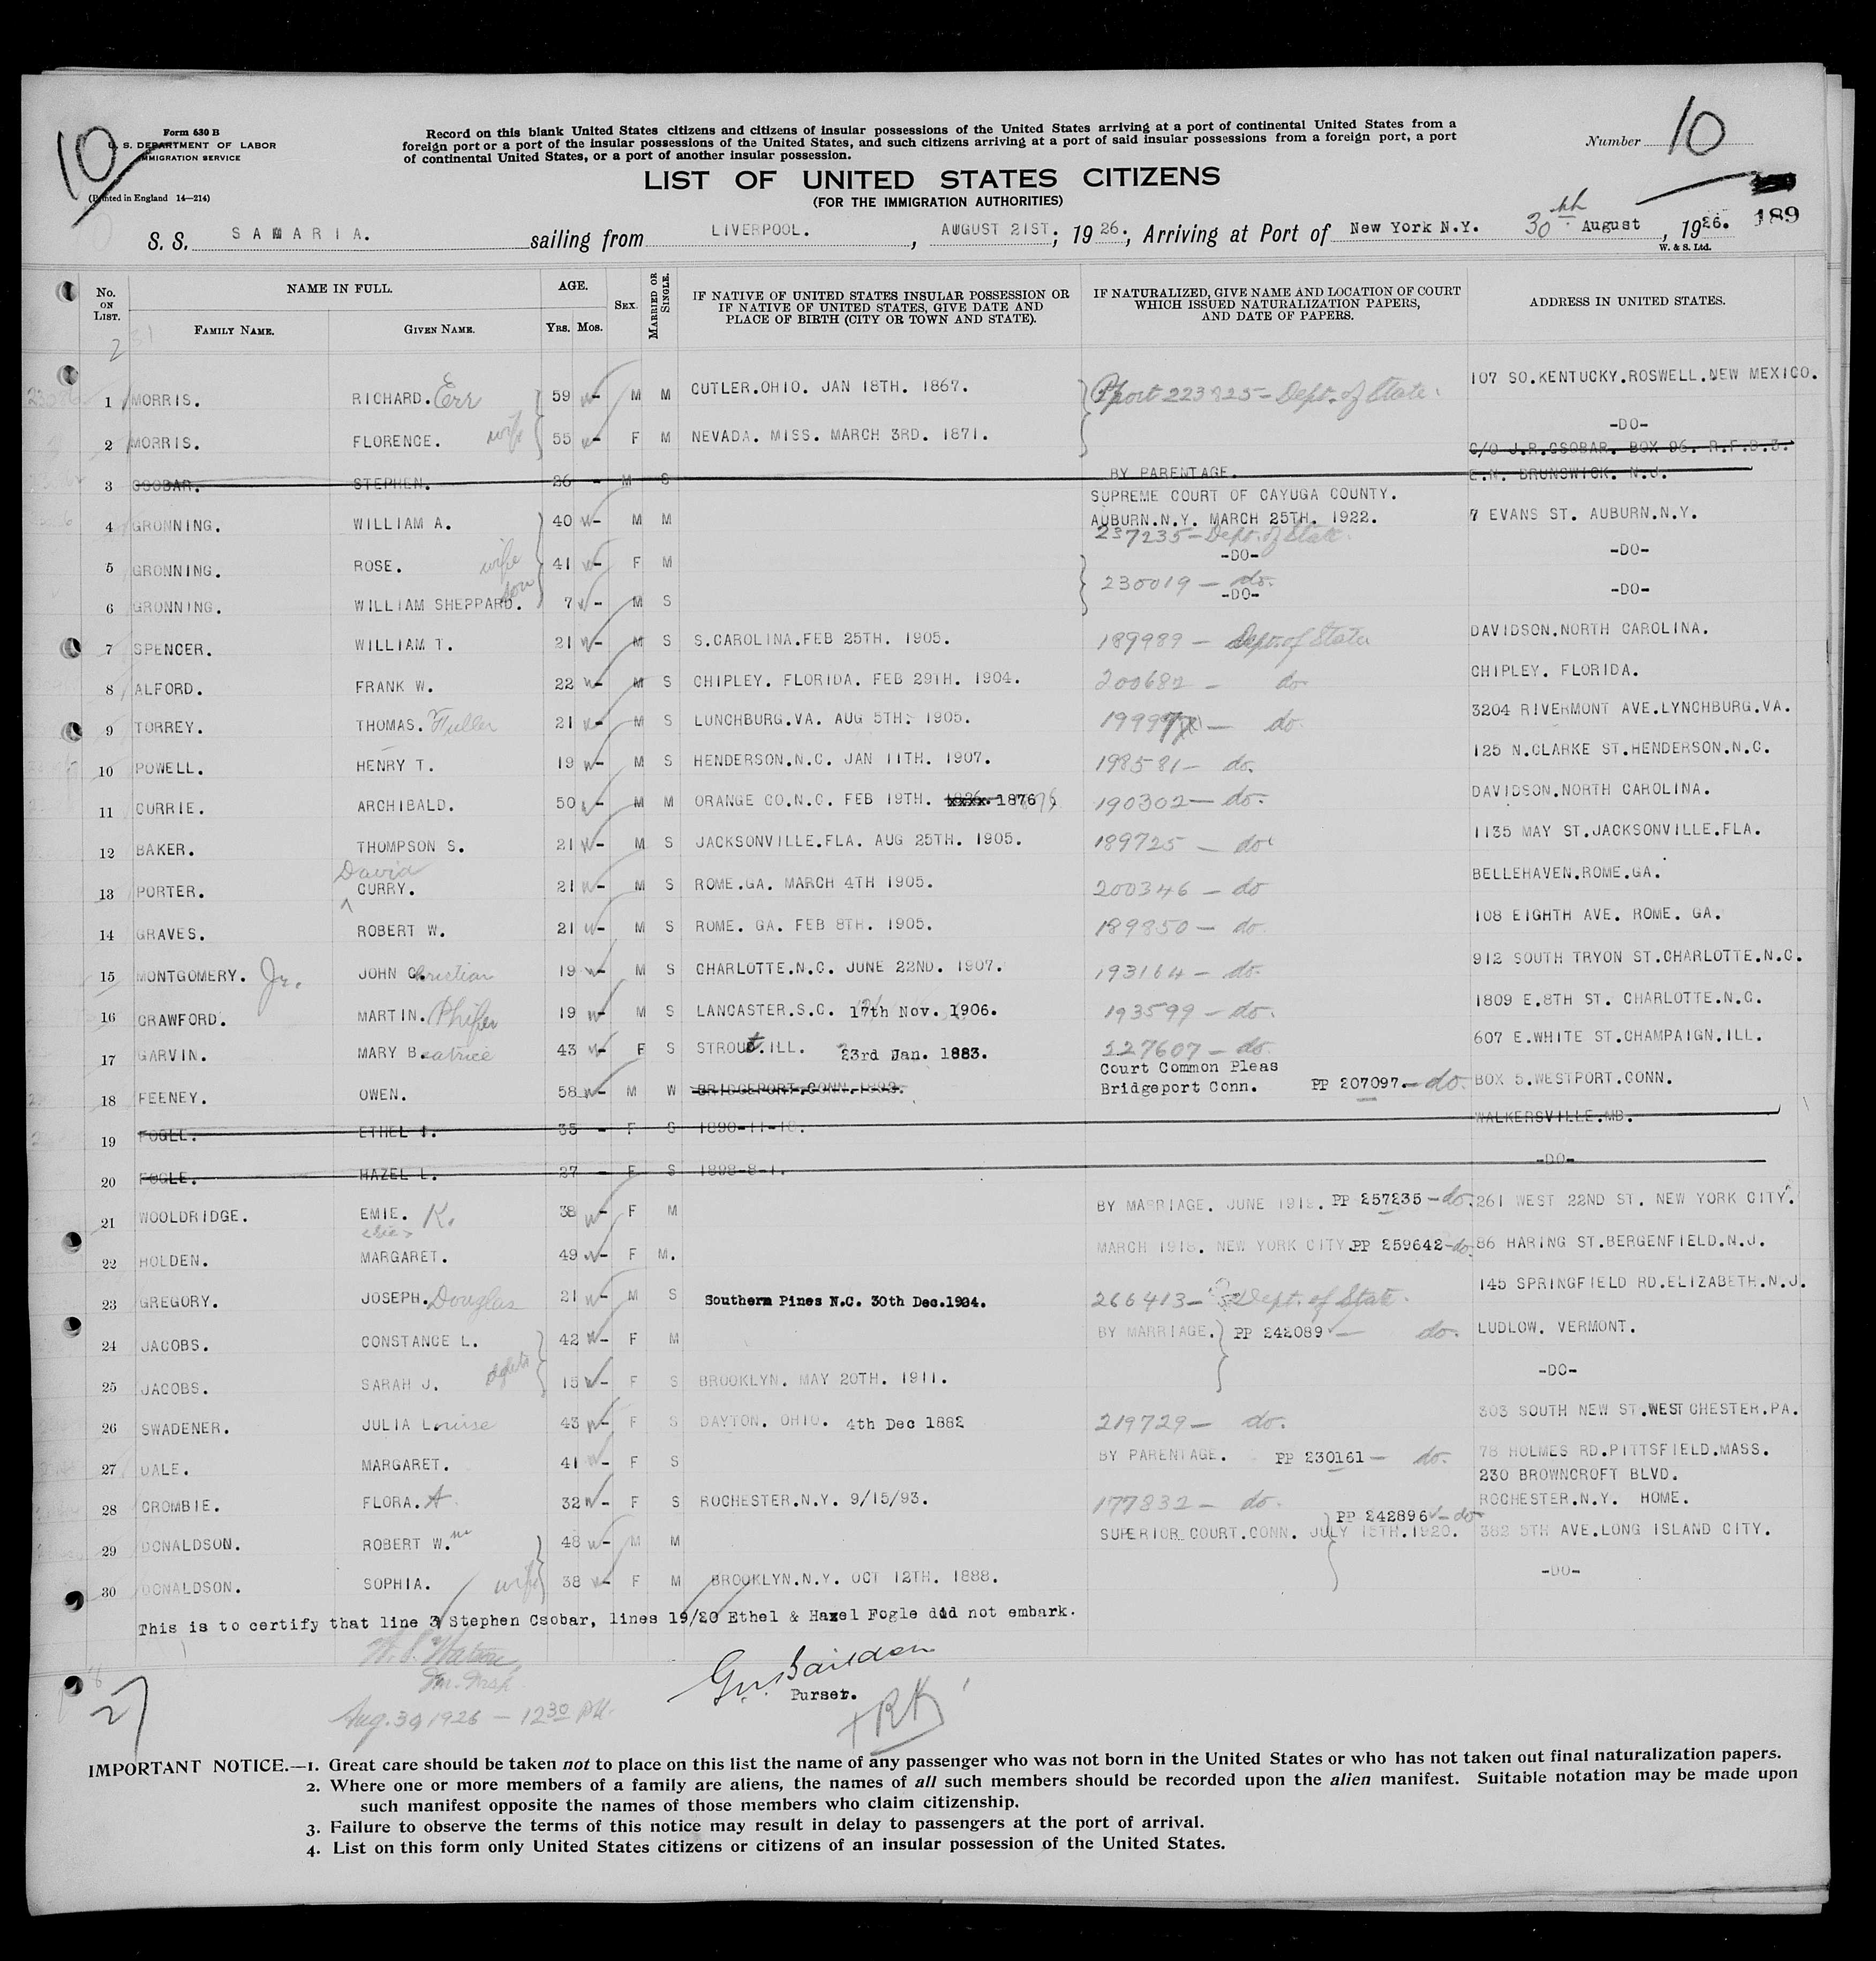 10
Form 630 B
U. S. DEPARTMENT OF LABOR
IMMIGRATION SERVICE
(Printed in England 14—214)
Record on this blank United States citizens and citizens of insular possessions of the United States arriving at a port of continental United States from a
foreign port or a port of the insular possessions of the United States, and such citizens arriving at a port of said insular possessions from a foreign port, a port
of continental United States, or a port of another insular possession.
Number 10
LIST OF UNITED STATES CITIZENS
(FOR THE IMMIGRATION AUTHORITIES)
189
S. S. SAMARIA. sailing from LIVERPOOL. , AUGUST 21ST; 1926; Arriving at Port of New York N.Y. 30th August , 1926.
W. & S. Ltd.
No. ON LIST. NAME IN FULL. FAMILY NAME. GIVEN NAME. AGE. YRS. MOS. SEX. MARRIED OR SINGLE. IF NATIVE OF UNITED STATES INSULAR POSSESSION OR IF NATIVE OF UNITED STATES, GIVE DATE AND PLACE OF BIRTH (CITY OR TOWN AND STATE). IF NATURALIZED, GIVE NAME AND LOCATION OF COURT WHICH ISSUED NATURALIZATION PAPERS, AND DATE OF PAPERS. ADDRESS IN UNITED STATES.
1 MORRIS. RICHARD. Err 59 w- M M CUTLER.OHIO. JAN 18TH. 1867. Pport 223825 - Dept. of State. 107 SO.KENTUCKY.ROSWELL.NEW MEXICO.
2 MORRIS. FLORENCE. wife 55 w- F M NEVADA. MISS. MARCH 3RD. 1871. -DO-
3 CSOBAR. STEPHEN. 26 - M S BY PARENTAGE. C/O J.R.CSOBAR. BOX 96. R.F.D.3. E.N. BRUNSWICK. N.J.
4 GRONNING. WILLIAM A. 40 w- M M SUPREME COURT OF CAYUGA COUNTY. AUBURN.N.Y. MARCH 25TH. 1922. 237235 - Dept. of State. 7 EVANS ST. AUBURN.N.Y.
5 GRONNING. ROSE. wife 41 w- F M -DO- -DO-
6 GRONNING. WILLIAM SHEPPARD. son 7 w- M S 230019 - do. -DO- -DO-
7 SPENCER. WILLIAM T. 21 w- M S S.CAROLINA.FEB 25TH. 1905. 189989 - Dept. of State DAVIDSON.NORTH CAROLINA.
8 ALFORD. FRANK W. 22 w- M S CHIPLEY. FLORIDA. FEB 29TH. 1904. 200682 - do CHIPLEY. FLORIDA.
9 TORREY. THOMAS. Fuller 21 w- M S LUNCHBURG.VA. AUG 5TH. 1905. - do. 3204 RIVERMONT AVE.LYNCHBURG.VA.
10 POWELL. HENRY T. 19 w- M S HENDERSON.N.C. JAN 11TH. 1907. 198581 - do. 125 N.CLARKE ST.HENDERSON.N.C.
11 CURRIE. ARCHIBALD. 50 w- M M ORANGE CO.N.C. FEB 19TH. 1876 190302 - do. DAVIDSON.NORTH CAROLINA.
12 BAKER. THOMPSON S. 21 w- M S JACKSONVILLE.FLA. AUG 25TH. 1905. 189725 - do 1135 MAY ST.JACKSONVILLE.FLA.
13 PORTER. David CURRY. 21 w- M S ROME.GA. MARCH 4TH 1905. 200346 - do BELLEHAVEN.ROME.GA.
14 GRAVES. ROBERT W. 21 w- M S ROME. GA. FEB 8TH. 1905. 189850 - do. 108 EIGHTH AVE. ROME. GA.
15 MONTGOMERY. Jr. JOHN Christian 19 w- M S CHARLOTTE.N.C. JUNE 22ND. 1907. 193164 - do. 912 SOUTH TRYON ST.CHARLOTTE.N.C.
16 CRAWFORD. MARTIN. Phifer 19 w- M S LANCASTER.S.C. 17th Nov. 1906. 193599 - do. 1809 E.8TH ST. CHARLOTTE.N.C.
17 GARVIN. MARY Beatrice 43 w- F S STROUT.ILL. 23rd Jan. 1883. 227607 - do. 607 E.WHITE ST.CHAMPAIGN.ILL.
18 FEENEY. OWEN. 58 w- M W BRIDGEPORT.CONN.1893. Court Common Pleas Bridgeport Conn. PP 207097. - do. BOX 5.WESTPORT.CONN.
19 FOGLE. ETHEL I. 35 - F S 1890-11-18. WALKERSVILLE.MD.
20 FOGLE. HAZEL L. 27 - F S 1898-8-1. -DO-
21 WOOLDRIDGE. EMIE. K. 38 w- F M BY MARRIAGE. JUNE 1918. PP 257235 - do. 261 WEST 22ND ST. NEW YORK CITY.
22 HOLDEN. MARGARET. 49 w- F M. MARCH 1918. NEW YORK CITY. PP 259642 - do. 86 HARING ST.BERGENFIELD.N.J.
23 GREGORY. JOSEPH. Douglas 21 w- M S Southern Pines N.C. 30th Dec.1904. 266413 - Dept. of State. 145 SPRINGFIELD RD.ELIZABETH.N.J.
24 JACOBS. CONSTANCE L. 42 w- F M BY MARRIAGE. PP 242089 - do. LUDLOW. VERMONT.
25 JACOBS. SARAH J. 15 w- F S BROOKLYN. MAY 20TH. 1911. -DO-
26 SWADENER. JULIA Louise 43 w- F S DAYTON. OHIO. 4th Dec 1882 219729 - do. 303 SOUTH NEW ST.WEST CHESTER.PA.
27 DALE. MARGARET. 41 w- F S BY PARENTAGE. PP 230161 - do. 78 HOLMES RD.PITTSFIELD.MASS.
28 CROMBIE. FLORA. A. 32 w- F S ROCHESTER.N.Y. 9/15/93. 177832 - do. 230 BROWNCROFT BLVD. ROCHESTER.N.Y. HOME.
29 DONALDSON. ROBERT W. 48 w- M M SUPERIOR COURT.CONN. JULY 15TH.1920. PP 242896 - do 382 5TH AVE.LONG ISLAND CITY.
30 DONALDSON. SOPHIA. wife 38 w- F M BROOKLYN.N.Y. OCT 12TH. 1888. -DO-
This is to certify that line 3/ Stephen Csobar, lines 19/20 Ethel & Hazel Fogle did not embark.
Purser.
27
Aug. 30 1926 - 12 30 PM.
IMPORTANT NOTICE.—1. Great care should be taken not to place on this list the name of any passenger who was not born in the United States or who has not taken out final naturalization papers.
2. Where one or more members of a family are aliens, the names of all such members should be recorded upon the alien manifest. Suitable notation may be made upon
such manifest opposite the names of those members who claim citizenship.
3. Failure to observe the terms of this notice may result in delay to passengers at the port of arrival.
4. List on this form only United States citizens or citizens of an insular possession of the United States.